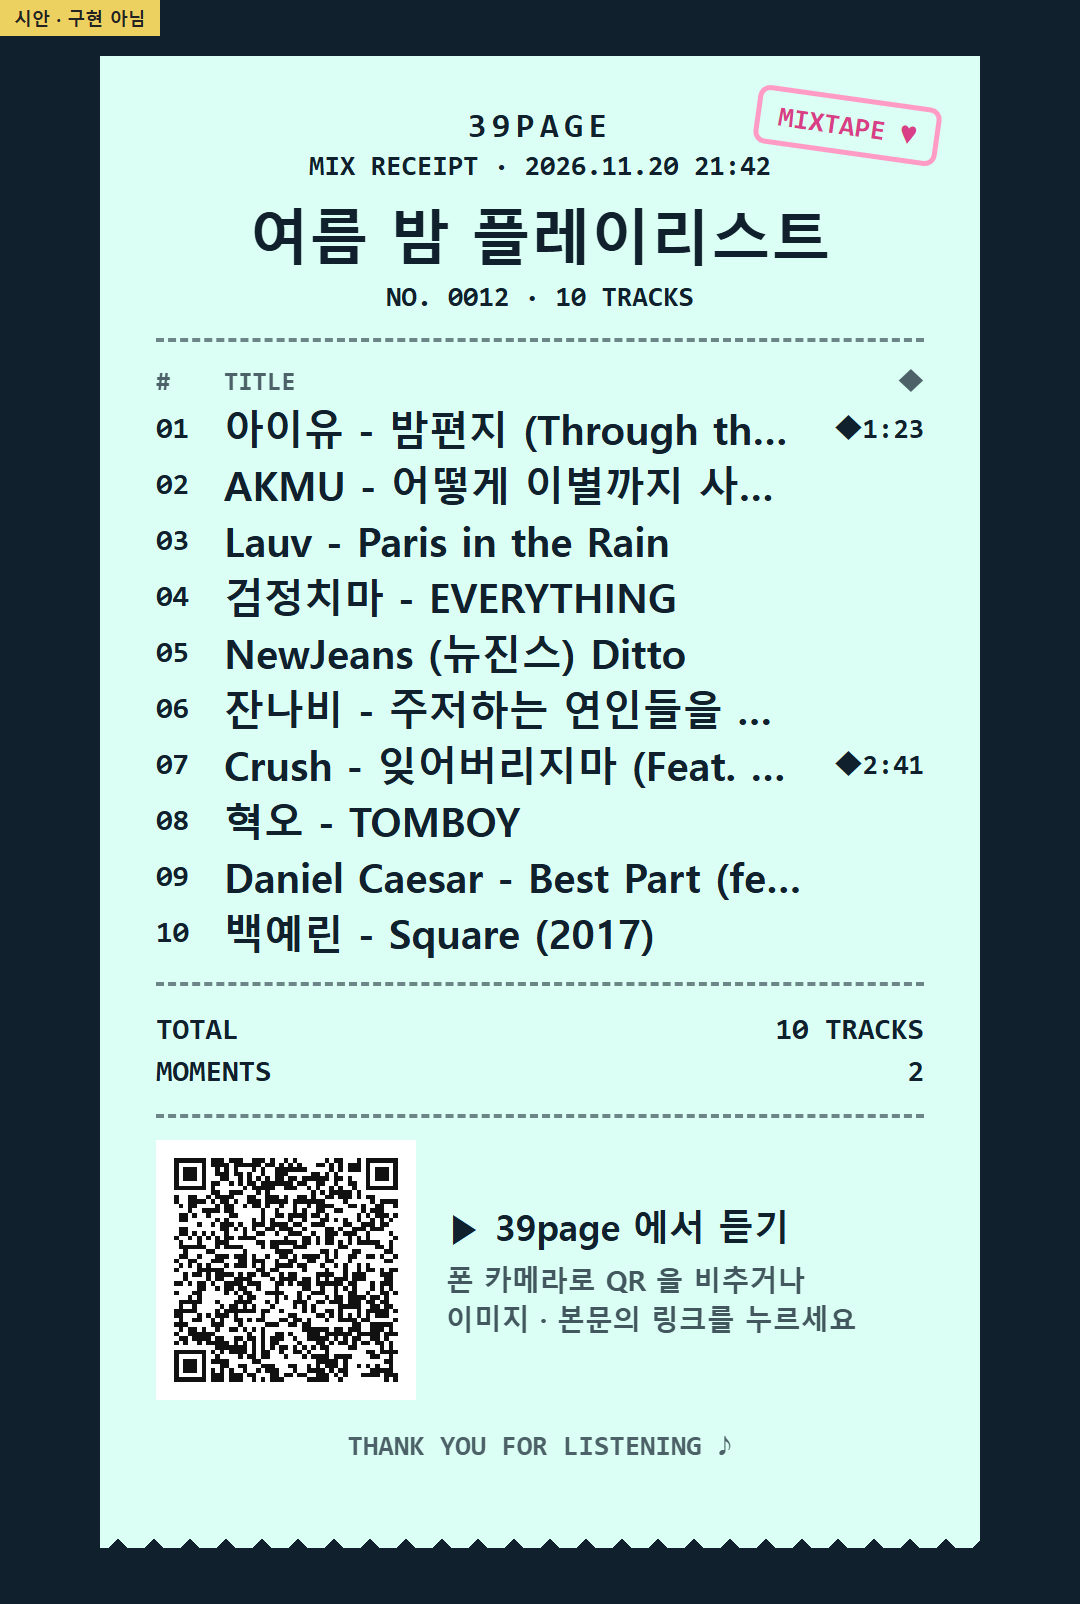 시안 · 구현 아님
MIXTAPE ♥
39PAGE
MIX RECEIPT · 2026.11.20 21:42
여름 밤 플레이리스트
NO. 0012 · 10 TRACKS
# TITLE ◆
01 아이유 - 밤편지 (Through th... ◆1:23
02 AKMU - 어떻게 이별까지 사...
03 Lauv - Paris in the Rain
04 검정치마 - EVERYTHING
05 NewJeans (뉴진스) Ditto
06 잔나비 - 주저하는 연인들을 ...
07 Crush - 잊어버리지마 (Feat. ... ◆2:41
08 혁오 - TOMBOY
09 Daniel Caesar - Best Part (fe...
10 백예린 - Square (2017)
TOTAL 10 TRACKS
MOMENTS 2
▶ 39page 에서 듣기
폰 카메라로 QR 을 비추거나
이미지 · 본문의 링크를 누르세요
THANK YOU FOR LISTENING ♪